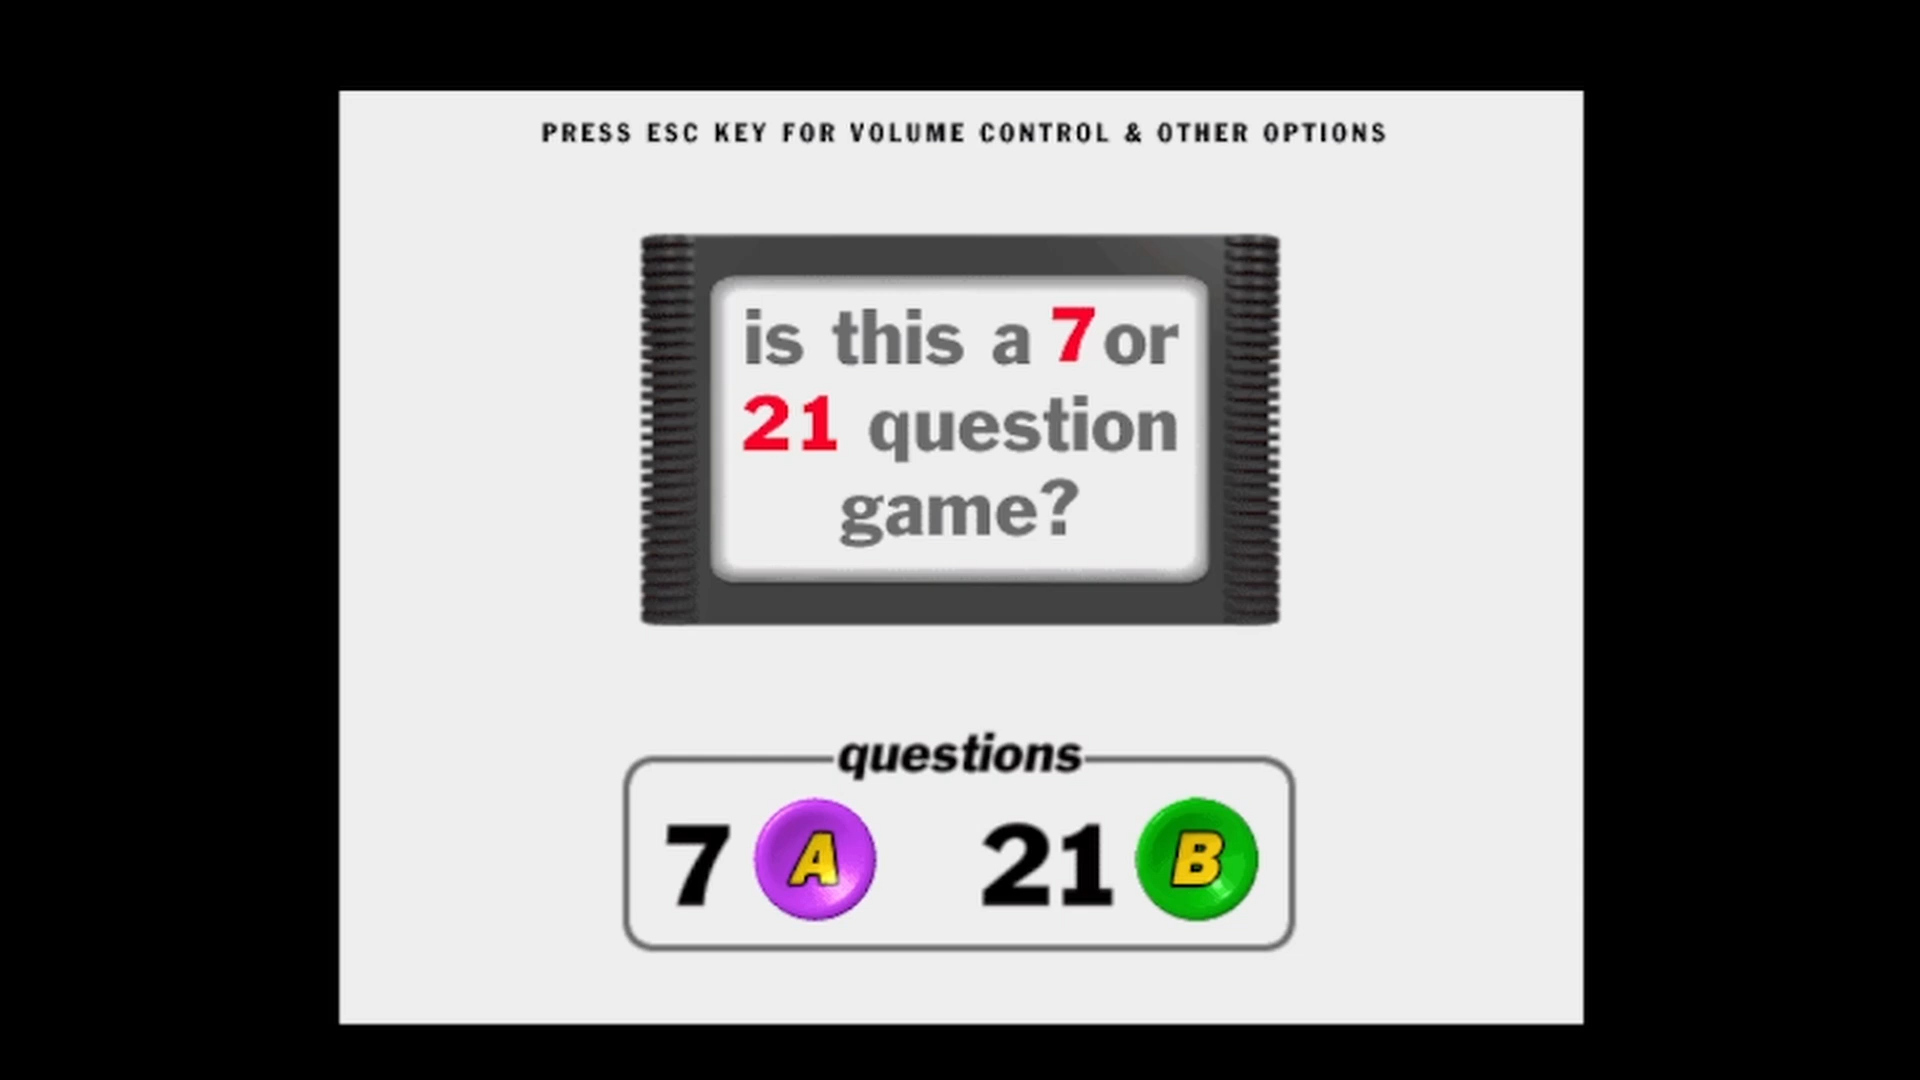 PRESS ESC KEY FOR VOLUME CONTROL & OTHER OPTIONS
is this a 7 or
21 question
game?
questions
7 A 21 B